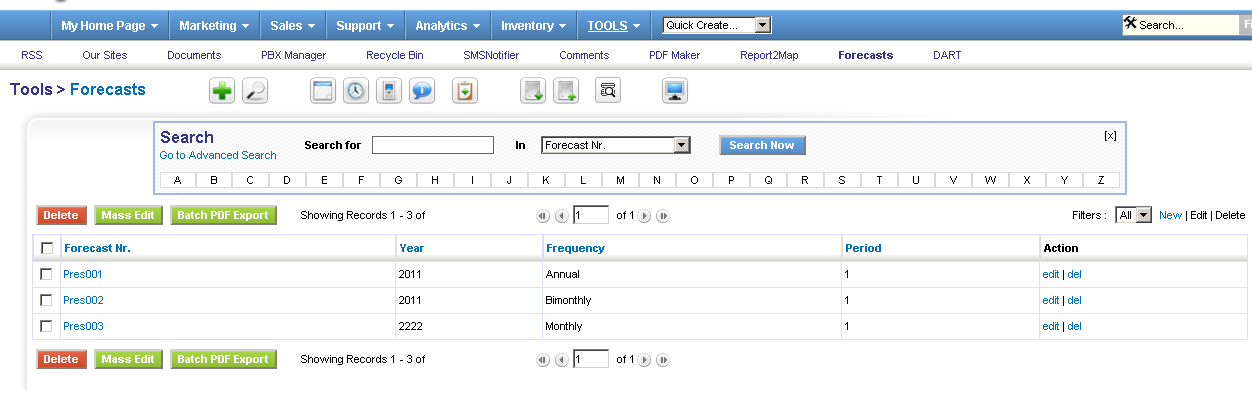 My Home Page Marketing Sales Support Analytics Inventory TOOLS Quick Create... Search...
RSS Our Sites Documents PBX Manager Recycle Bin SMSNotifier Comments PDF Maker Report2Map Forecasts DART
Tools > Forecasts
Search
Go to Advanced Search
Search for In Forecast Nr. Search Now [X]
A B C D E F G H I J K L M N O P Q R S T U V W X Y Z
Delete Mass Edit Batch PDF Export Showing Records 1 - 3 of 1 of 1 Filters : All New | Edit | Delete
Forecast Nr. Year Frequency Period Action
Pres001 2011 Annual 1 edit | del
Pres002 2011 Bimonthly 1 edit | del
Pres003 2222 Monthly 1 edit | del
Delete Mass Edit Batch PDF Export Showing Records 1 - 3 of 1 of 1